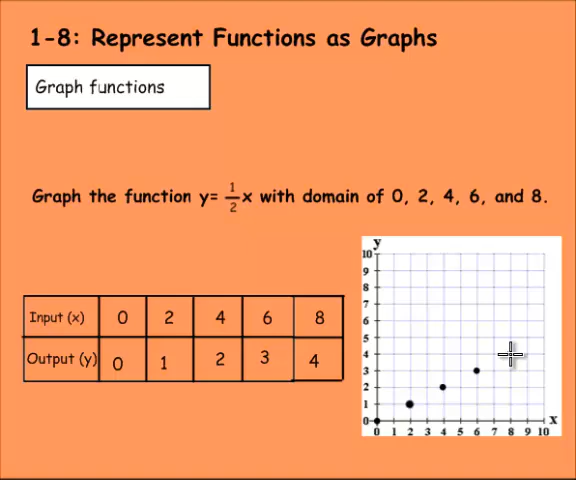 1-8: Represent Functions as Graphs
Graph functions
Graph the function y= 1/2 x with domain of 0, 2, 4, 6, and 8.
Input (x) 0 2 4 6 8
Output (y) 0 1 2 3 4
y
10
9
8
7
6
5
4
3
2
1
0
x
0 1 2 3 4 5 6 7 8 9 10